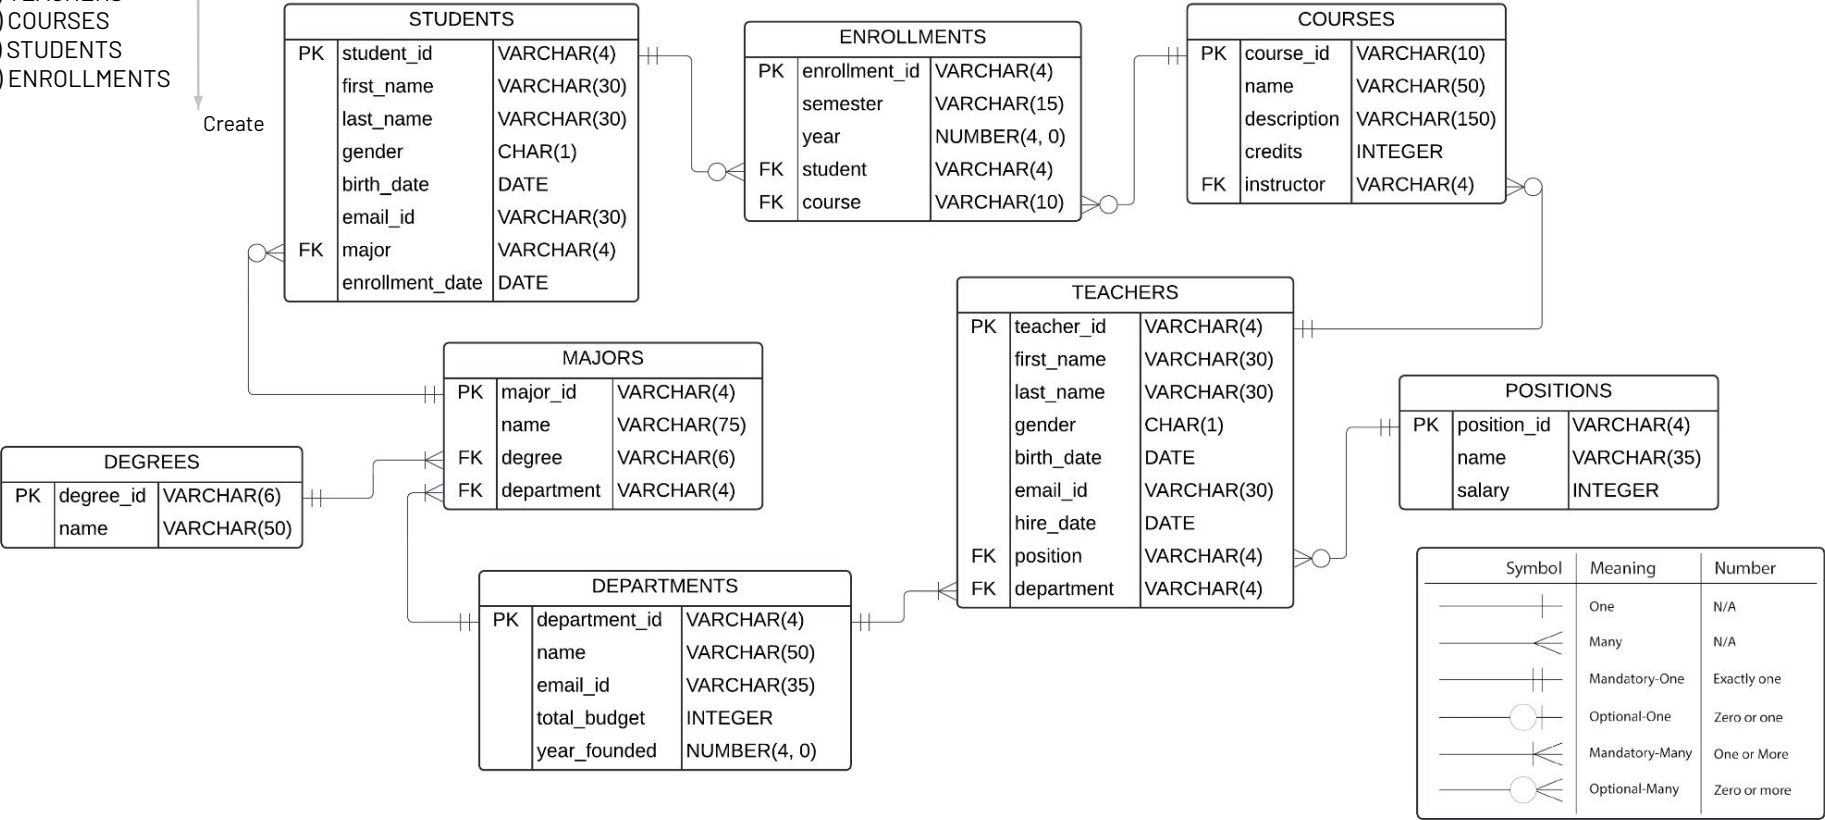 )COURSES
)STUDENTS
)ENROLLMENTS
Create
STUDENTS
PK student_id VARCHAR(4)
first_name VARCHAR(30)
last_name VARCHAR(30)
gender CHAR(1)
birth_date DATE
email_id VARCHAR(30)
FK major VARCHAR(4)
enrollment_date DATE
ENROLLMENTS
PK enrollment_id VARCHAR(4)
semester VARCHAR(15)
year NUMBER(4, 0)
FK student VARCHAR(4)
FK course VARCHAR(10)
COURSES
PK course_id VARCHAR(10)
name VARCHAR(50)
description VARCHAR(150)
credits INTEGER
FK instructor VARCHAR(4)
MAJORS
PK major_id VARCHAR(4)
name VARCHAR(75)
FK degree VARCHAR(6)
FK department VARCHAR(4)
TEACHERS
PK teacher_id VARCHAR(4)
first_name VARCHAR(30)
last_name VARCHAR(30)
gender CHAR(1)
birth_date DATE
email_id VARCHAR(30)
hire_date DATE
FK position VARCHAR(4)
FK department VARCHAR(4)
POSITIONS
PK position_id VARCHAR(4)
name VARCHAR(35)
salary INTEGER
DEGREES
PK degree_id VARCHAR(6)
name VARCHAR(50)
DEPARTMENTS
PK department_id VARCHAR(4)
name VARCHAR(50)
email_id VARCHAR(35)
total_budget INTEGER
year_founded NUMBER(4, 0)
Symbol Meaning Number
One N/A
Many N/A
Mandatory-One Exactly one
Optional-One Zero or one
Mandatory-Many One or More
Optional-Many Zero or more